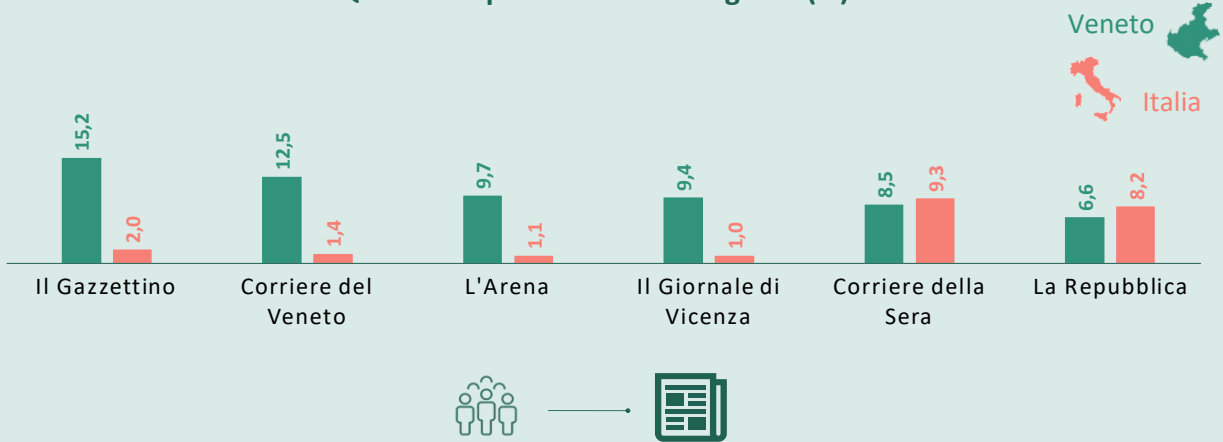 Veneto
Italia
15,2
2,0
12,5
1,4
9,7
1,1
9,4
1,0
8,5
9,3
6,6
8,2
Il Gazzettino
Corriere del
Veneto
L'Arena
Il Giornale di
Vicenza
Corriere della
Sera
La Repubblica